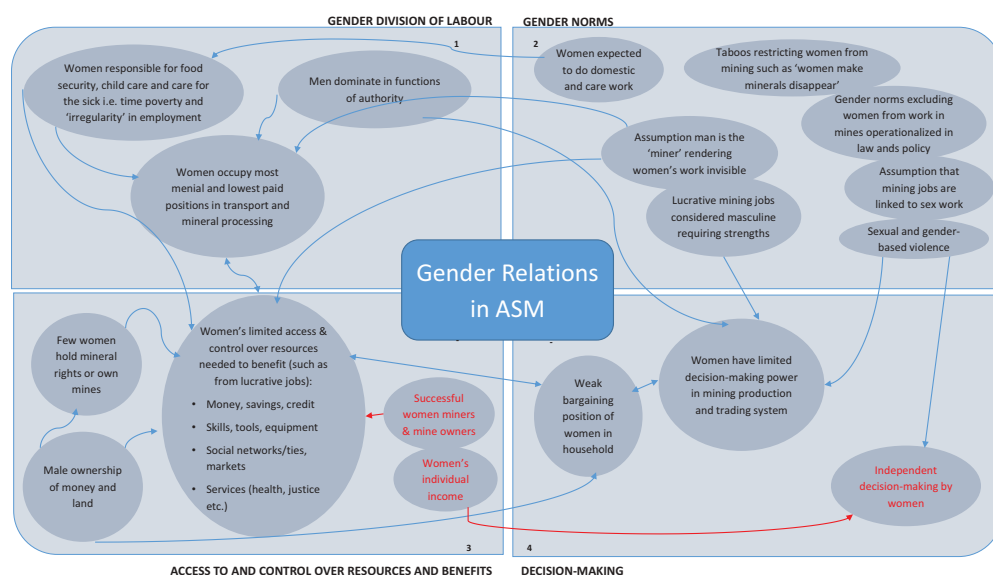 GENDER DIVISION OF LABOUR
1
Women responsible for food
security, child care and care for
the sick i.e. time poverty and
'irregularity' in employment
Men dominate in functions
of authority
Women occupy most
menial and lowest paid
positions in transport and
mineral processing
GENDER NORMS
2
Women expected
to do domestic
and care work
Taboos restricting women from
mining such as 'women make
minerals disappear'
Gender norms excluding
women from work in
mines operationalized in
law ands policy
Assumption man is the
'miner' rendering
women's work invisible
Assumption that
mining jobs are
linked to sex work
Lucrative mining jobs
considered masculine
requiring strengths
Sexual and gender-
based violence
Gender Relations
in ASM
Few women
hold mineral
rights or own
mines
Male ownership
of money and
land
Women's limited access &
control over resources
needed to benefit (such as
from lucrative jobs):
• Money, savings, credit
• Skills, tools, equipment
• Social networks/ties,
markets
• Services (health, justice
etc.)
Successful
women miners
& mine owners
Women's
individual
income
3
ACCESS TO AND CONTROL OVER RESOURCES AND BENEFITS
Weak
bargaining
position of
women in
household
Women have limited
decision-making power
in mining production
and trading system
Independent
decision-making by
women
4
DECISION-MAKING